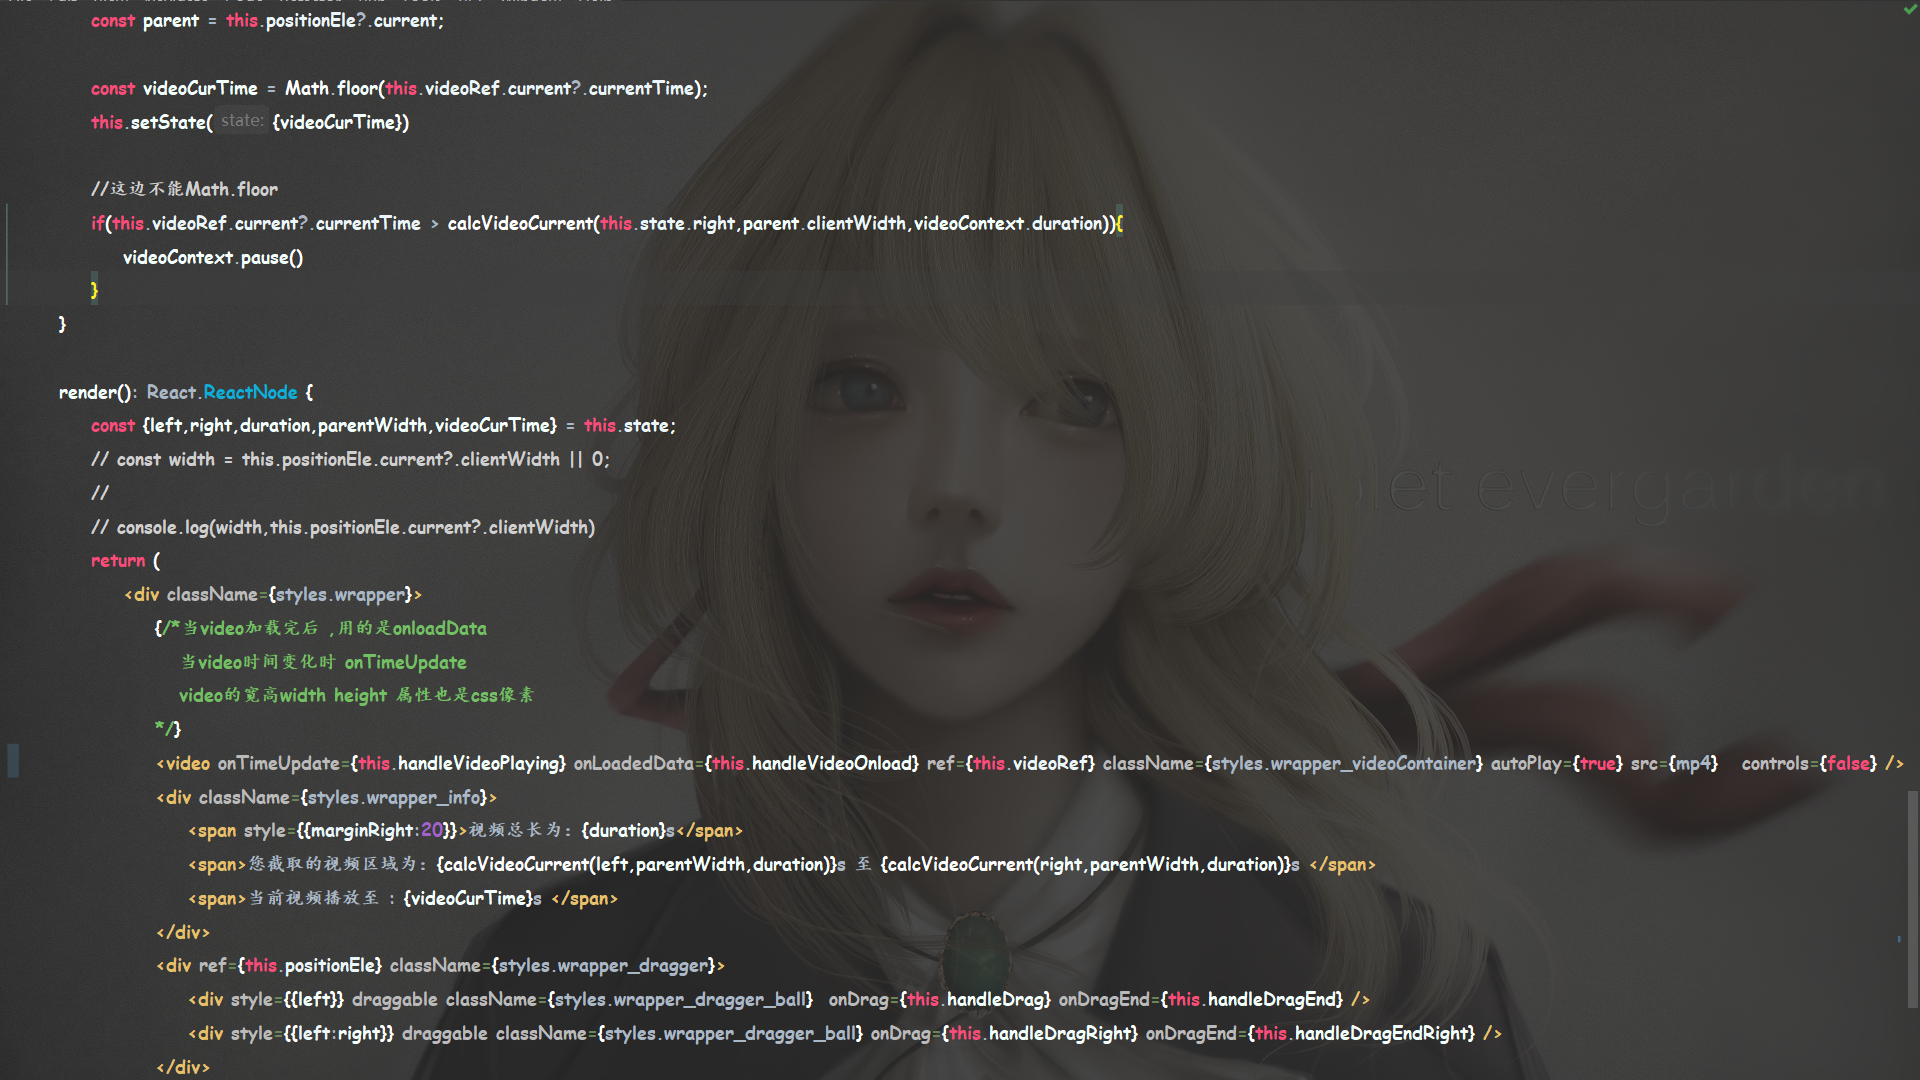 const parent = this.positionEle?.current;
const videoCurTime = Math.floor(this.videoRef.current?.currentTime);
this.setState( state: {videoCurTime})
//这边不能Math.floor
if(this.videoRef.current?.currentTime > calcVideoCurrent(this.state.right,parent.clientWidth,videoContext.duration)){
videoContext.pause()
}
}
render(): React.ReactNode {
const {left,right,duration,parentWidth,videoCurTime} = this.state;
// const width = this.positionEle.current?.clientWidth || 0;
//
// console.log(width,this.positionEle.current?.clientWidth)
return (
<div className={styles.wrapper}>
{/*当video加载完后 ,用的是onloadData
当video时间变化时 onTimeUpdate
video的宽高width height 属性也是css像素
*/}
<video onTimeUpdate={this.handleVideoPlaying} onLoadedData={this.handleVideoOnload} ref={this.videoRef} className={styles.wrapper_videoContainer} autoPlay={true} src={mp4} controls={false} />
<div className={styles.wrapper_info}>
<span style={{marginRight:20}}>视频总长为: {duration}s</span>
<span>您截取的视频区域为: {calcVideoCurrent(left,parentWidth,duration)}s 至 {calcVideoCurrent(right,parentWidth,duration)}s </span>
<span>当前视频播放至 : {videoCurTime}s </span>
</div>
<div ref={this.positionEle} className={styles.wrapper_dragger}>
<div style={{left}} draggable className={styles.wrapper_dragger_ball} onDrag={this.handleDrag} onDragEnd={this.handleDragEnd} />
<div style={{left:right}} draggable className={styles.wrapper_dragger_ball} onDrag={this.handleDragRight} onDragEnd={this.handleDragEndRight} />
</div>
evergarden